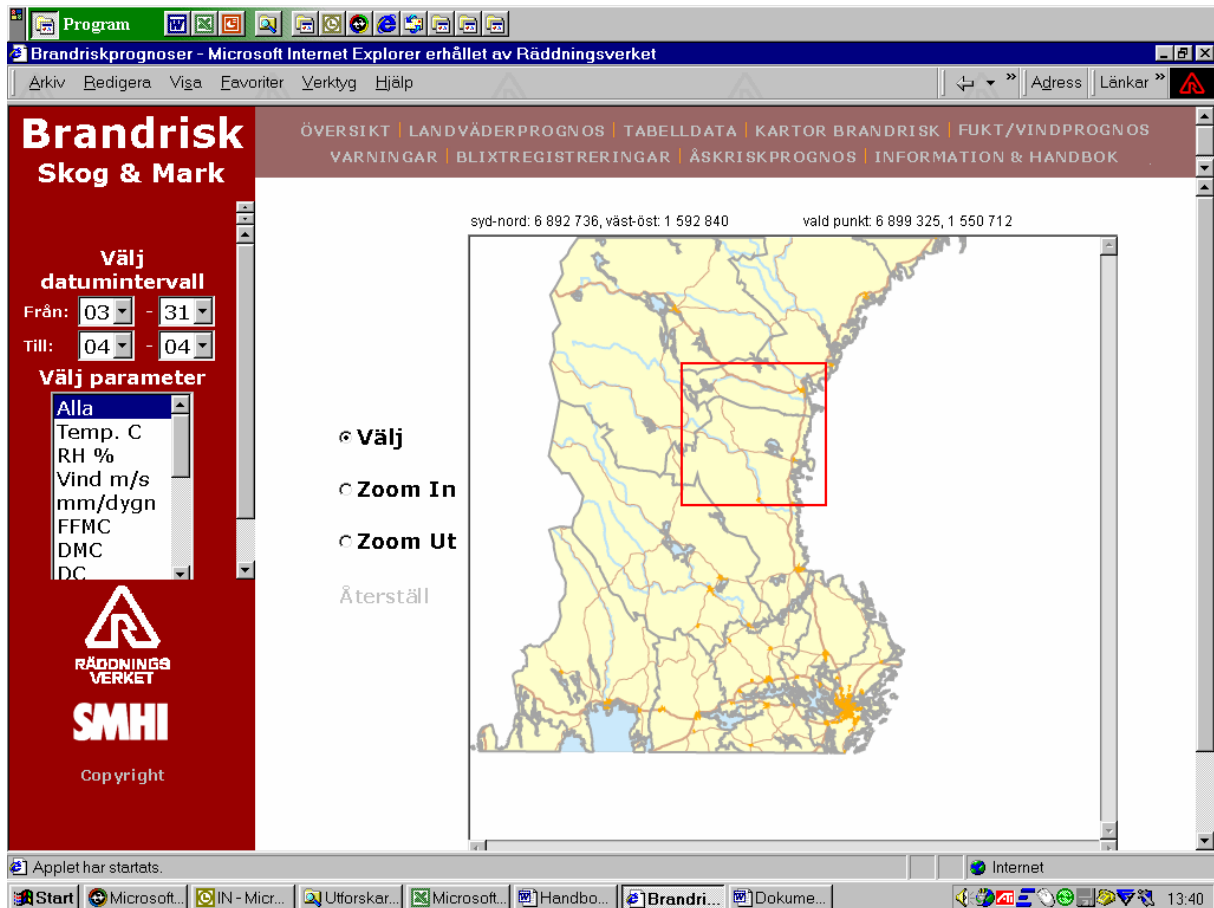 Program
Brandriskprognoser - Microsoft Internet Explorer erhållet av Räddningsverket
Arkiv Redigera Visa Favoriter Verktyg Hjälp
Adress
Länkar
Brandrisk
Skog & Mark
ÖVERSIKT | LANDVÄDERPROGNOS | TABELLDATA | KARTOR BRANDRISK | FUKT/VINDPROGNOS
VARNINGAR | BLIXTREGISTRERINGAR | ÅSKRISKPROGNOS | INFORMATION & HANDBOK
Välj
datumintervall
Från: 03 - 31
Till: 04 - 04
Välj parameter
Alla
Temp. C
RH %
Vind m/s
mm/dygn
FFMC
DMC
DC
RÄDDNINGS
VERKET
SMHI
Copyright
syd-nord: 6 892 736, väst-öst: 1 592 840 vald punkt: 6 899 325, 1 550 712
Välj
Zoom In
Zoom Ut
Återställ
Applet har startats.
Internet
Start Microsoft... IN - Micr... Utforskar... Microsoft... Handbo... Brandri... Dokume... 13:40